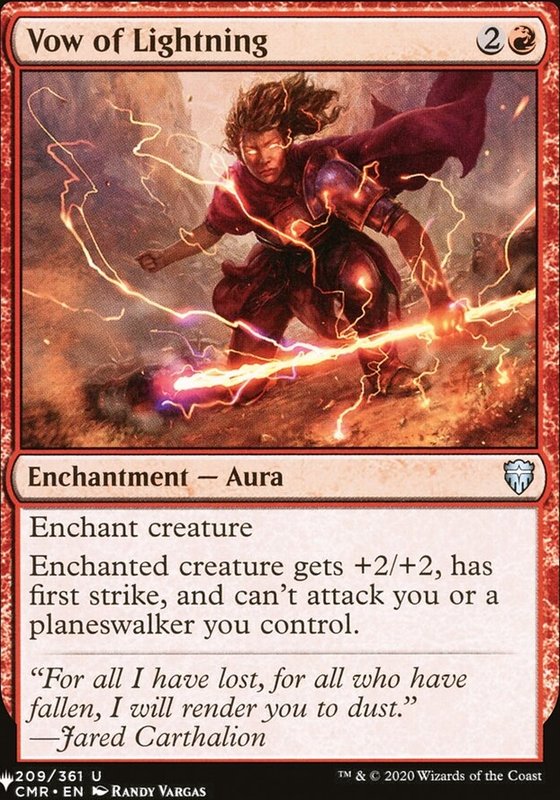 Vow of Lightning 2
Enchantment — Aura
Enchant creature
Enchanted creature gets +2/+2, has
first strike, and can't attack you or a
planeswalker you control.
“For all I have lost, for all who have
fallen, I will render you to dust.”
—Jared Carthalion
209/361 U
CMR • EN RANDY VARGAS
™ & © 2020 Wizards of the Coast